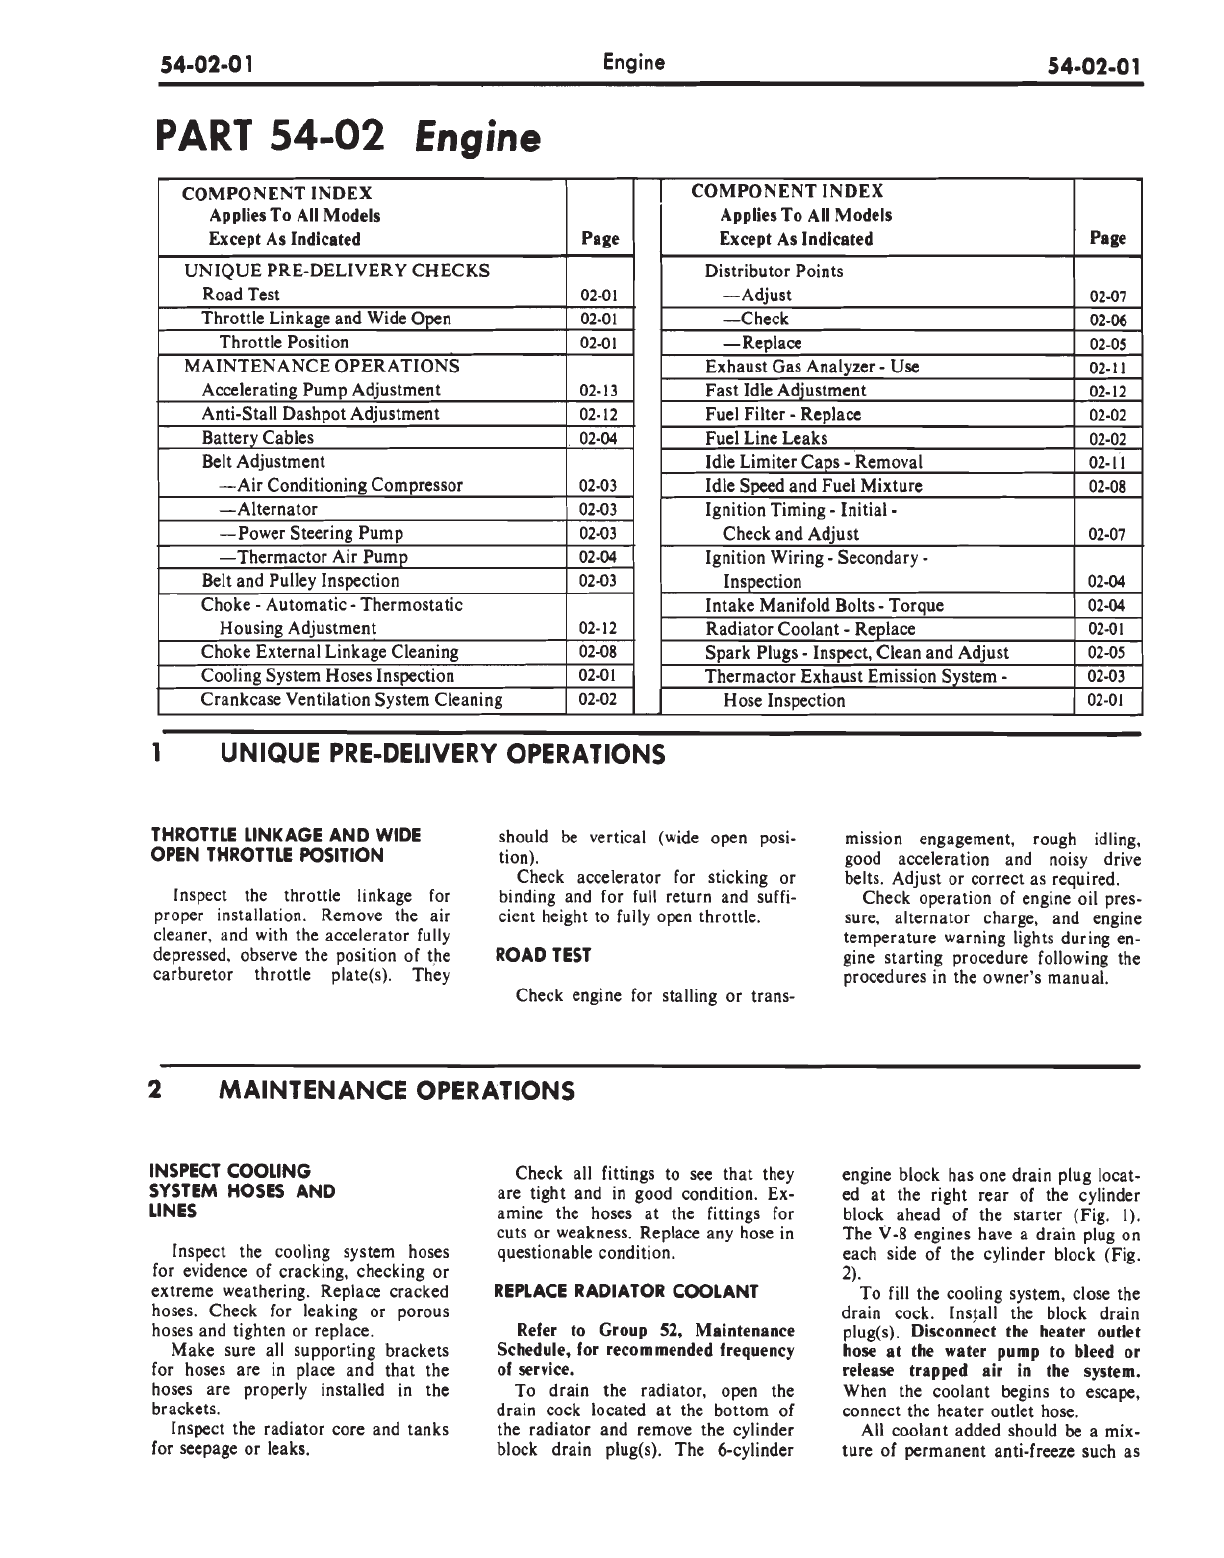 54-02-01 Engine 54-02-01
PART 54-02 Engine
COMPONENT INDEX
Applies To All Models
Except As Indicated Page
UNIQUE PRE-DELIVERY CHECKS
Road Test 02-01
Throttle Linkage and Wide Open 02-01
Throttle Position 02-01
MAINTENANCE OPERATIONS
Accelerating Pump Adjustment 02-13
Anti-Stall Dashpot Adjustment 02-12
Battery Cables 02-04
Belt Adjustment
—Air Conditioning Compressor 02-03
—Alternator 02-03
—Power Steering Pump 02-03
—Thermactor Air Pump 02-04
Belt and Pulley Inspection 02-03
Choke - Automatic - Thermostatic
Housing Adjustment 02-12
Choke External Linkage Cleaning 02-08
Cooling System Hoses Inspection 02-01
Crankcase Ventilation System Cleaning 02-02
COMPONENT INDEX
Applies To All Models
Except As Indicated Page
Distributor Points
—Adjust 02-07
—Check 02-06
—Replace 02-05
Exhaust Gas Analyzer - Use 02-11
Fast Idle Adjustment 02-12
Fuel Filter - Replace 02-02
Fuel Line Leaks 02-02
Idle Limiter Caps - Removal 02-11
Idle Speed and Fuel Mixture 02-08
Ignition Timing - Initial -
Check and Adjust 02-07
Ignition Wiring - Secondary -
Inspection 02-04
Intake Manifold Bolts - Torque 02-04
Radiator Coolant - Replace 02-01
Spark Plugs - Inspect, Clean and Adjust 02-05
Thermactor Exhaust Emission System - 02-03
Hose Inspection 02-01
1 UNIQUE PRE-DELIVERY OPERATIONS
THROTTLE LINKAGE AND WIDE
OPEN THROTTLE POSITION
Inspect the throttle linkage for
proper installation. Remove the air
cleaner, and with the accelerator fully
depressed, observe the position of the
carburetor throttle plate(s). They
should be vertical (wide open posi-
tion).
Check accelerator for sticking or
binding and for full return and suffi-
cient height to fully open throttle.
ROAD TEST
Check engine for stalling or trans-
mission engagement, rough idling,
good acceleration and noisy drive
belts. Adjust or correct as required.
Check operation of engine oil pres-
sure, alternator charge, and engine
temperature warning lights during en-
gine starting procedure following the
procedures in the owner's manual.
2 MAINTENANCE OPERATIONS
INSPECT COOLING
SYSTEM HOSES AND
LINES
Inspect the cooling system hoses
for evidence of cracking, checking or
extreme weathering. Replace cracked
hoses. Check for leaking or porous
hoses and tighten or replace.
Make sure all supporting brackets
for hoses are in place and that the
hoses are properly installed in the
brackets.
Inspect the radiator core and tanks
for seepage or leaks.
Check all fittings to see that they
are tight and in good condition. Ex-
amine the hoses at the fittings for
cuts or weakness. Replace any hose in
questionable condition.
REPLACE RADIATOR COOLANT
Refer to Group 52, Maintenance
Schedule, for recommended frequency
of service.
To drain the radiator, open the
drain cock located at the bottom of
the radiator and remove the cylinder
block drain plug(s). The 6-cylinder
engine block has one drain plug locat-
ed at the right rear of the cylinder
block ahead of the starter (Fig. 1).
The V-8 engines have a drain plug on
each side of the cylinder block (Fig.
2).
To fill the cooling system, close the
drain cock. Install the block drain
plug(s). Disconnect the heater outlet
hose at the water pump to bleed or
release trapped air in the system.
When the coolant begins to escape,
connect the heater outlet hose.
All coolant added should be a mix-
ture of permanent anti-freeze such as